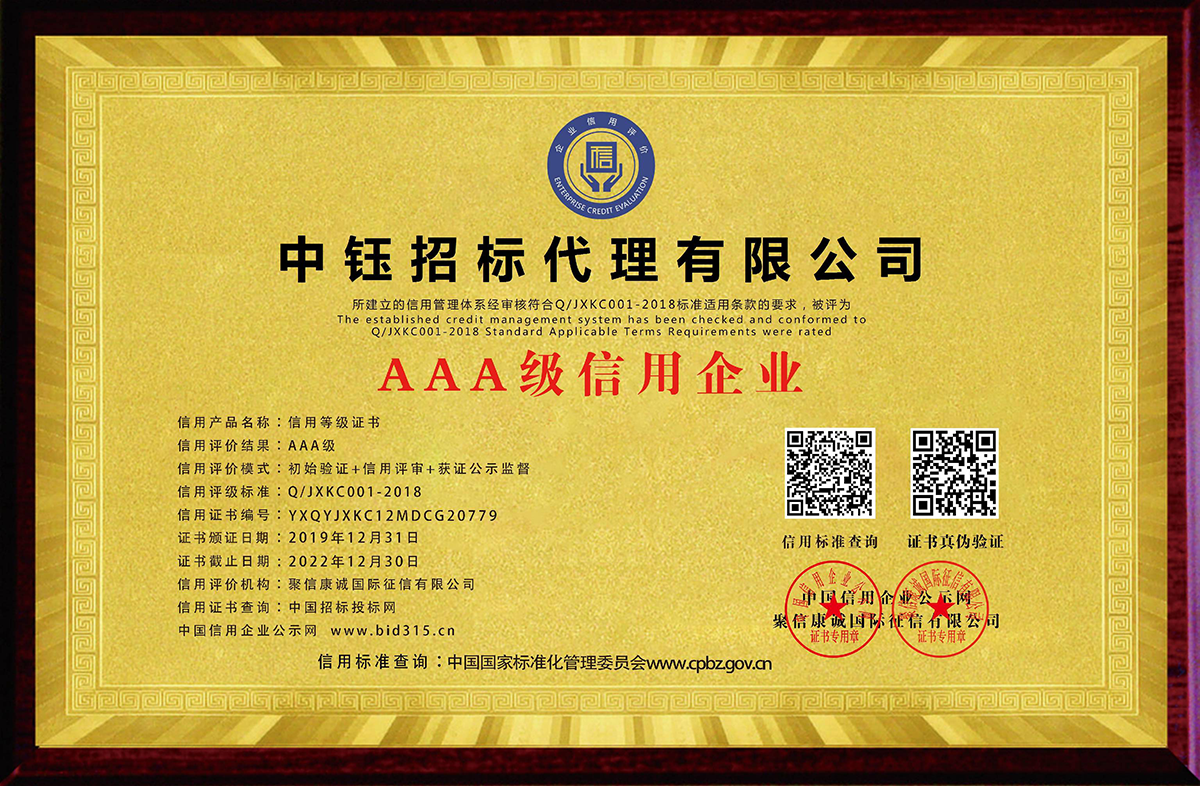 企业信用评价
ENTERPRISE CREDIT EVALUATION
信
中钰招标代理有限公司
所建立的信用管理体系经审核符合Q/JXKC001-2018标准适用条款的要求，被评为
The established credit management system has been checked and conformed to
Q/JXKC001-2018 Standard Applicable Terms Requirements were rated
AAA级信用企业
信用产品名称：信用等级证书
信用评价结果：AAA级
信用评价模式：初始验证+信用评审+获证公示监督
信用评级标准：Q/JXKC001-2018
信用证书编号：YXQYJXKC12MDCG20779
证书颁证日期：2019年12月31日
证书截止日期：2022年12月30日
信用评价机构：聚信康诚国际征信有限公司
信用证书查询：中国招标投标网
中国信用企业公示网 www.bid315.cn
信用标准查询
证书真伪验证
中国信用企业公示网
聚信康诚国际征信有限公司
证书专用章
证书专用章
信用标准查询：中国国家标准化管理委员会www.cpbz.gov.cn